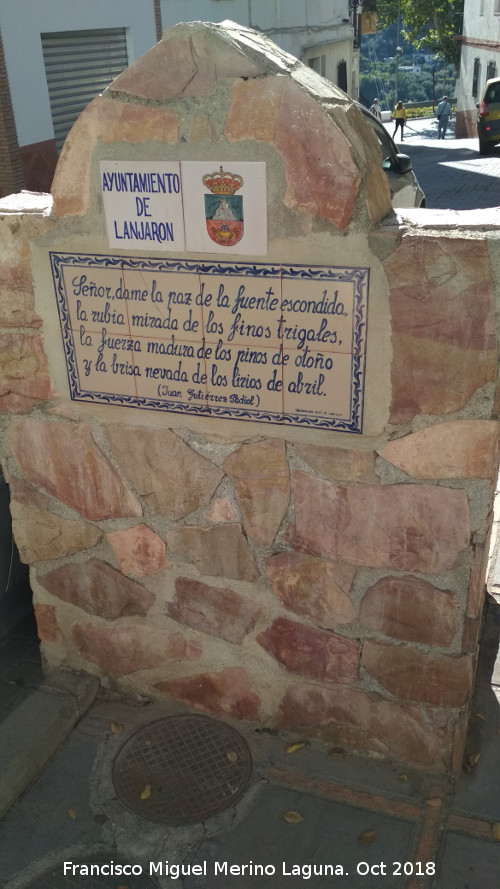 AYUNTAMIENTO
DE
LANJARON
Señor, dame la paz de la fuente escondida,
la rubia mirada de los finos trigales,
la fuerza madura de los pinos de otoño
y la brisa nevada de los lirios de abril.
(Juan Gutiérrez Padial)
Francisco Miguel Merino Laguna. Oct 2018